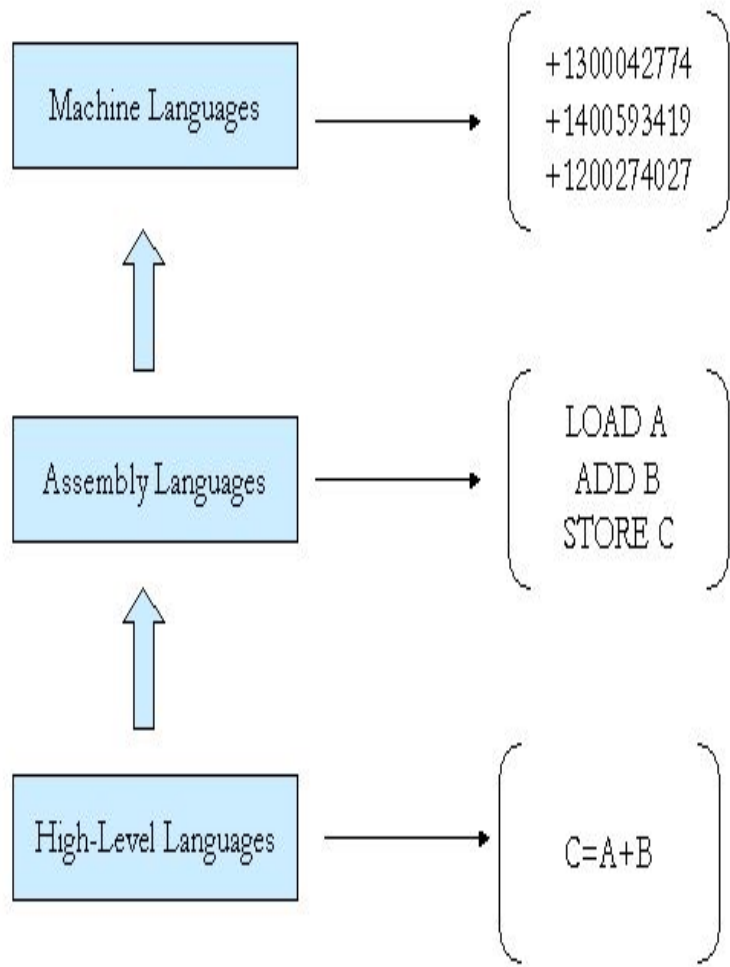 Machine Languages
+1300042774
+1400593419
+1200274027
Assembly Languages
LOAD A
ADD B
STORE C
High-Level Languages
C=A+B